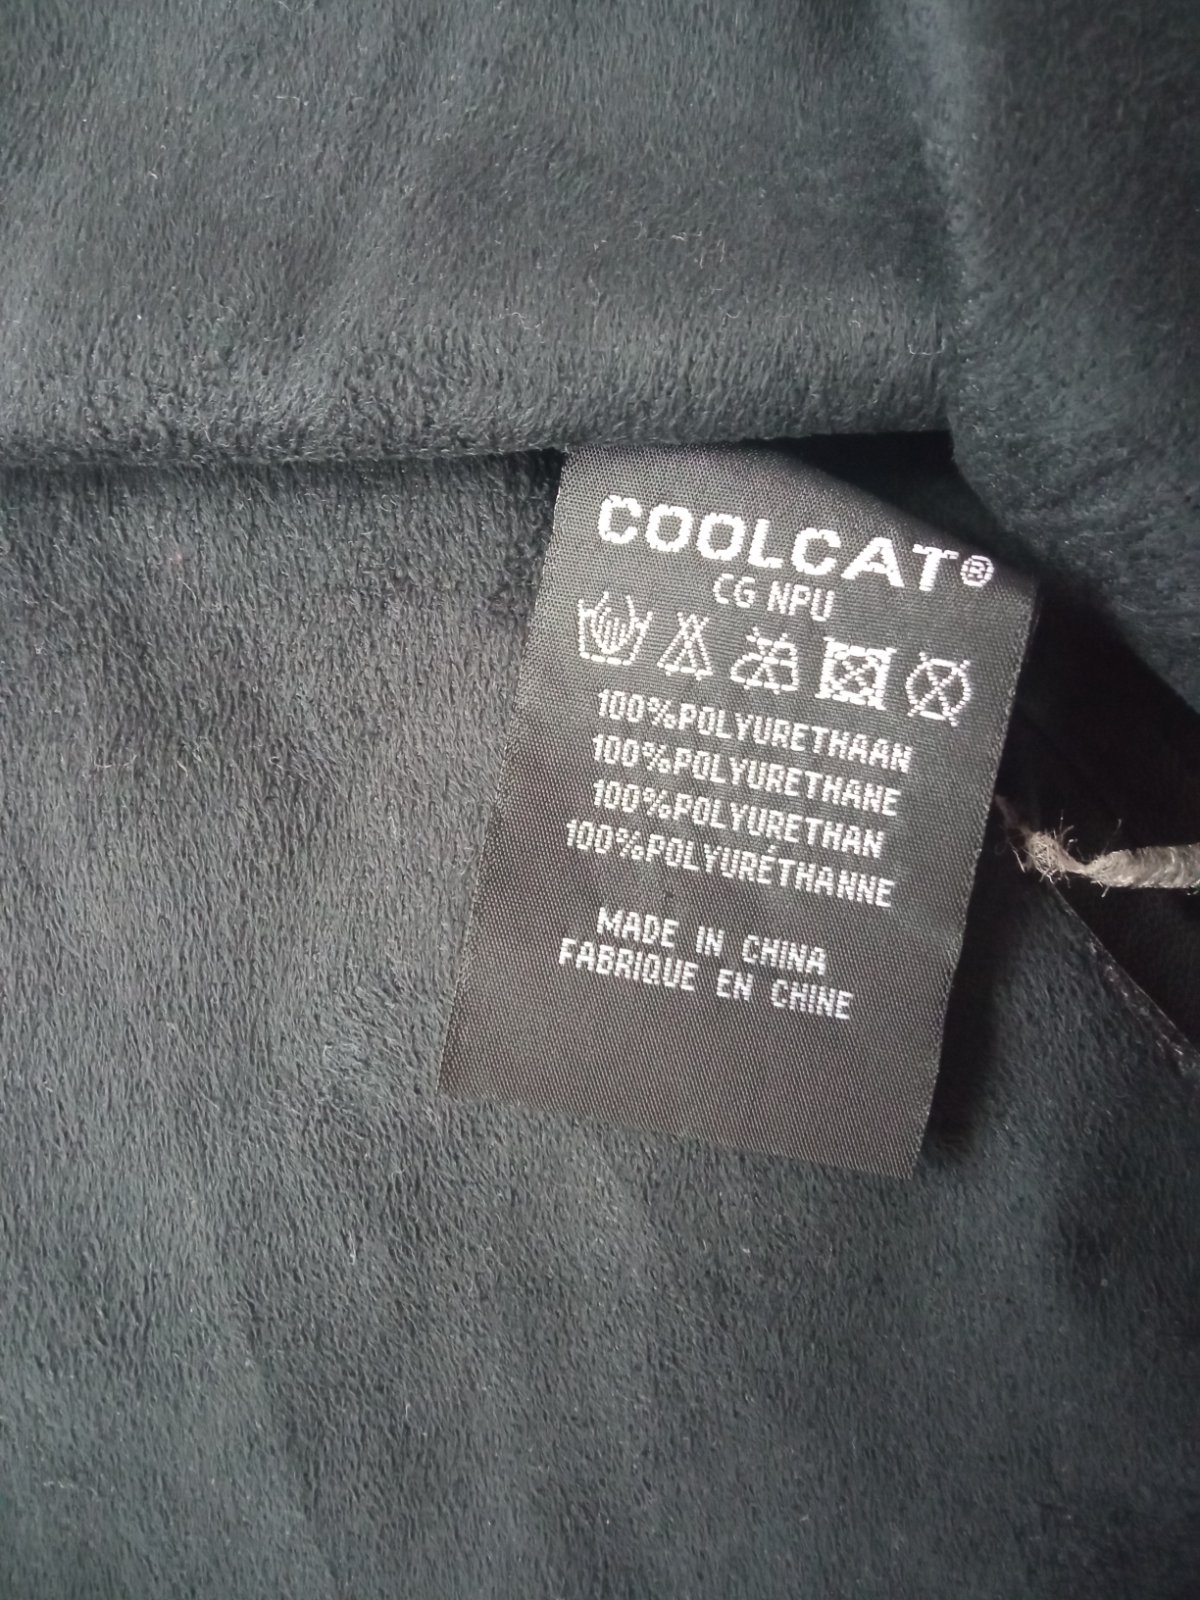 COOLCAT®
CG NPU
100%POLYURETHAAN
100%POLYURETHANE
100%POLYURETHAN
100%POLYURÉTHANNE
MADE IN CHINA
FABRIQUE EN CHINE